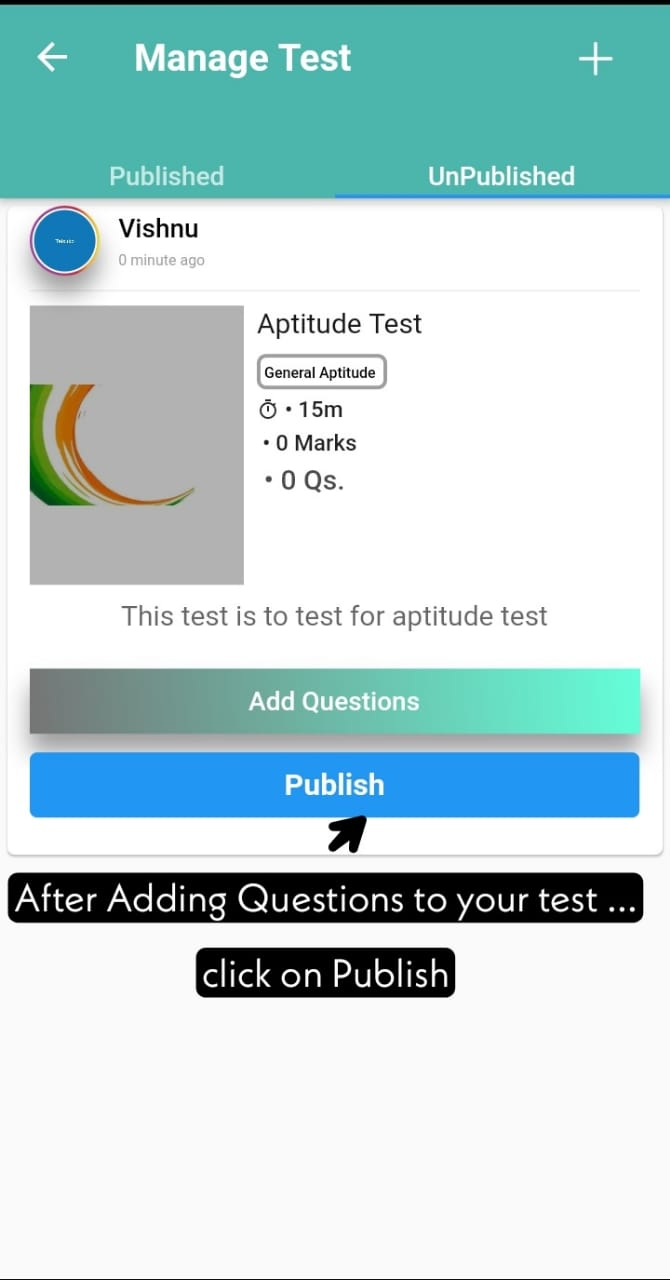 Manage Test
Published
UnPublished
Vishnu
0 minute ago
Aptitude Test
General Aptitude
• 15m
• 0 Marks
• 0 Qs.
This test is to test for aptitude test
Add Questions
Publish
After Adding Questions to your test ...
click on Publish